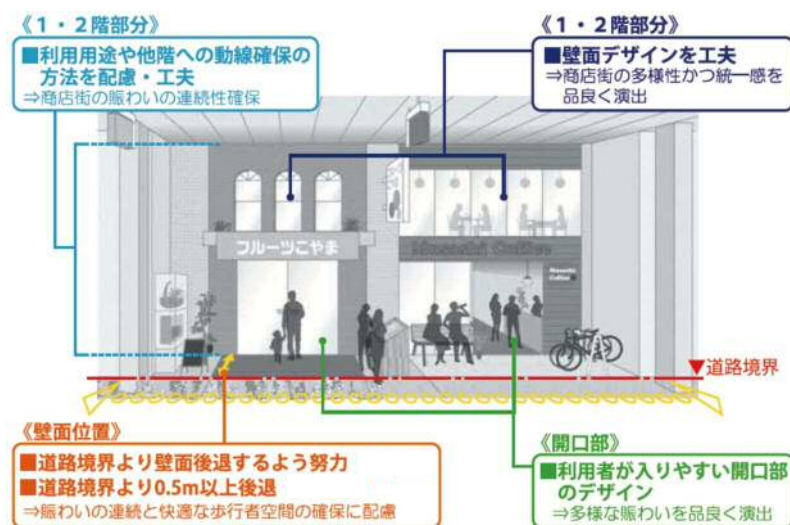 《1・2階部分》
■利用用途や他階への動線確保の
方法を配慮・工夫
⇒商店街の賑わいの連続性確保
《1・2階部分》
■壁面デザインを工夫
⇒商店街の多様性かつ統一感を
品良く演出
フルーツこやま
Musashi Coffee
Musashi
Coffee
▼道路境界
《壁面位置》
■道路境界より壁面後退するよう努力
■道路境界より0.5m以上後退
⇒賑わいの連続と快適な歩行者空間の確保に配慮
《開口部》
■利用者が入りやすい開口部
のデザイン
⇒多様な賑わいを品良く演出